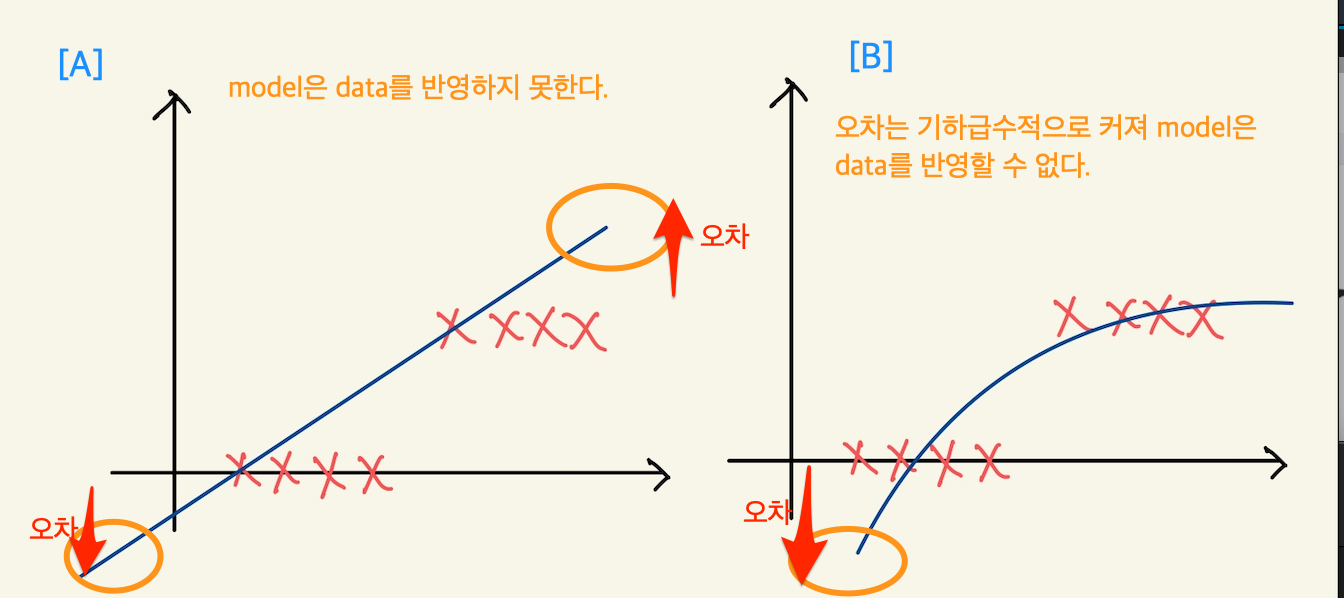 [A]
model은 data를 반영하지 못한다.
오차
오차
[B]
오차는 기하급수적으로 커져 model은
data를 반영할 수 없다.
오차